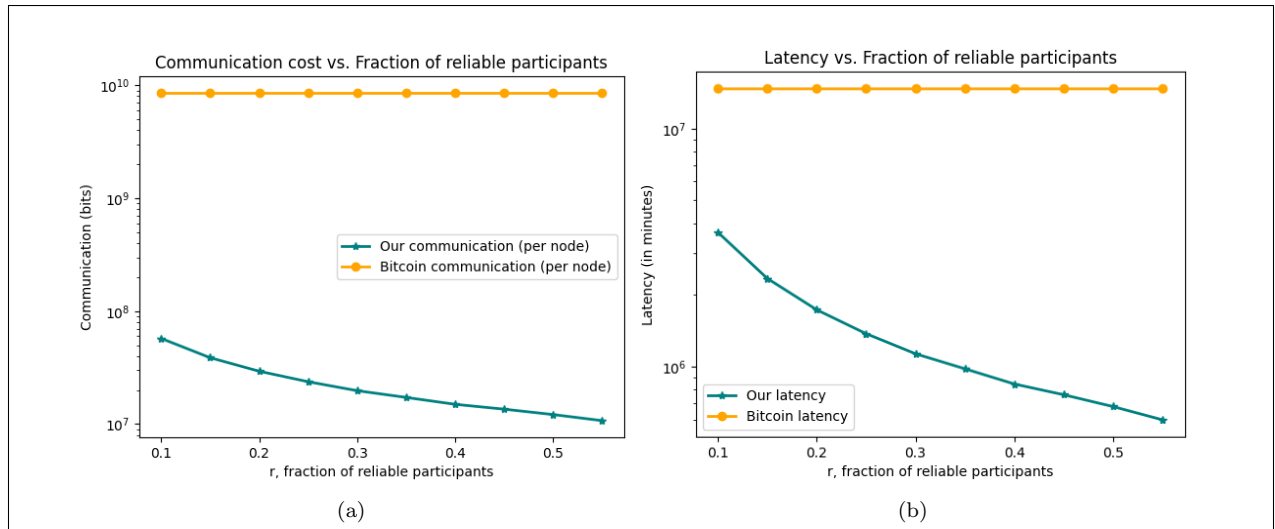 Communication cost vs. Fraction of reliable participants
10^10
10^9
10^8
10^7
Communication (bits)
Our communication (per node)
Bitcoin communication (per node)
0.1 0.2 0.3 0.4 0.5
r, fraction of reliable participants
(a)
Latency vs. Fraction of reliable participants
10^7
10^6
Latency (in minutes)
Our latency
Bitcoin latency
0.1 0.2 0.3 0.4 0.5
r, fraction of reliable participants
(b)